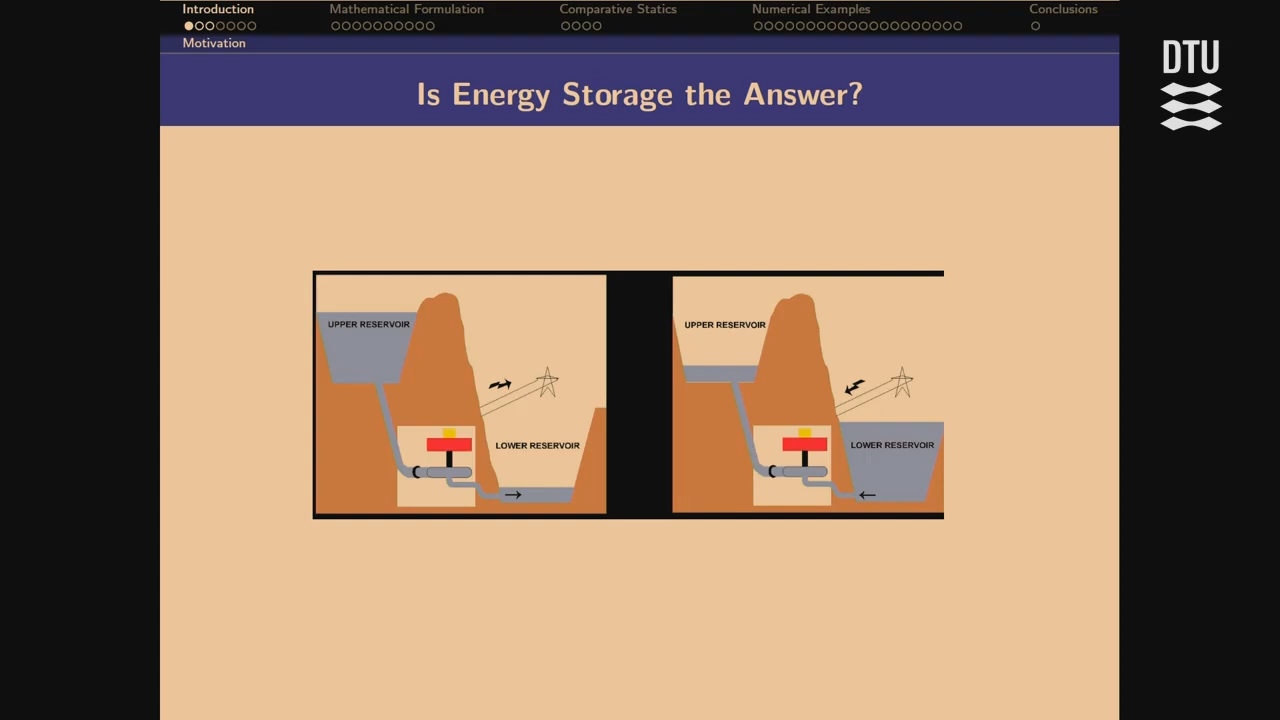 Introduction Mathematical Formulation Comparative Statics Numerical Examples Conclusions
Motivation
Is Energy Storage the Answer?
DTU
UPPER RESERVOIR
LOWER RESERVOIR
UPPER RESERVOIR
LOWER RESERVOIR